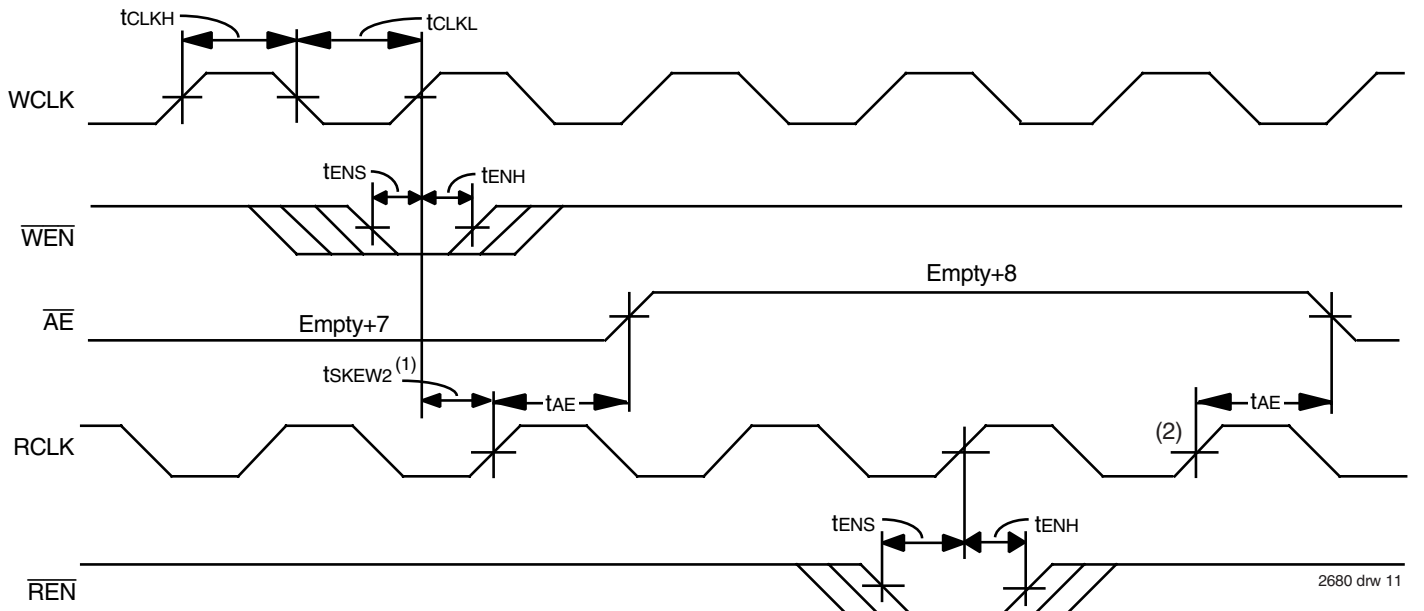 tCLKH
tCLKL
WCLK
tENS
tENH
WEN
Empty+8
AE
Empty+7
tSKEW2 (1)
tAE
tAE
(2)
RCLK
tENS
tENH
2680 drw 11
REN